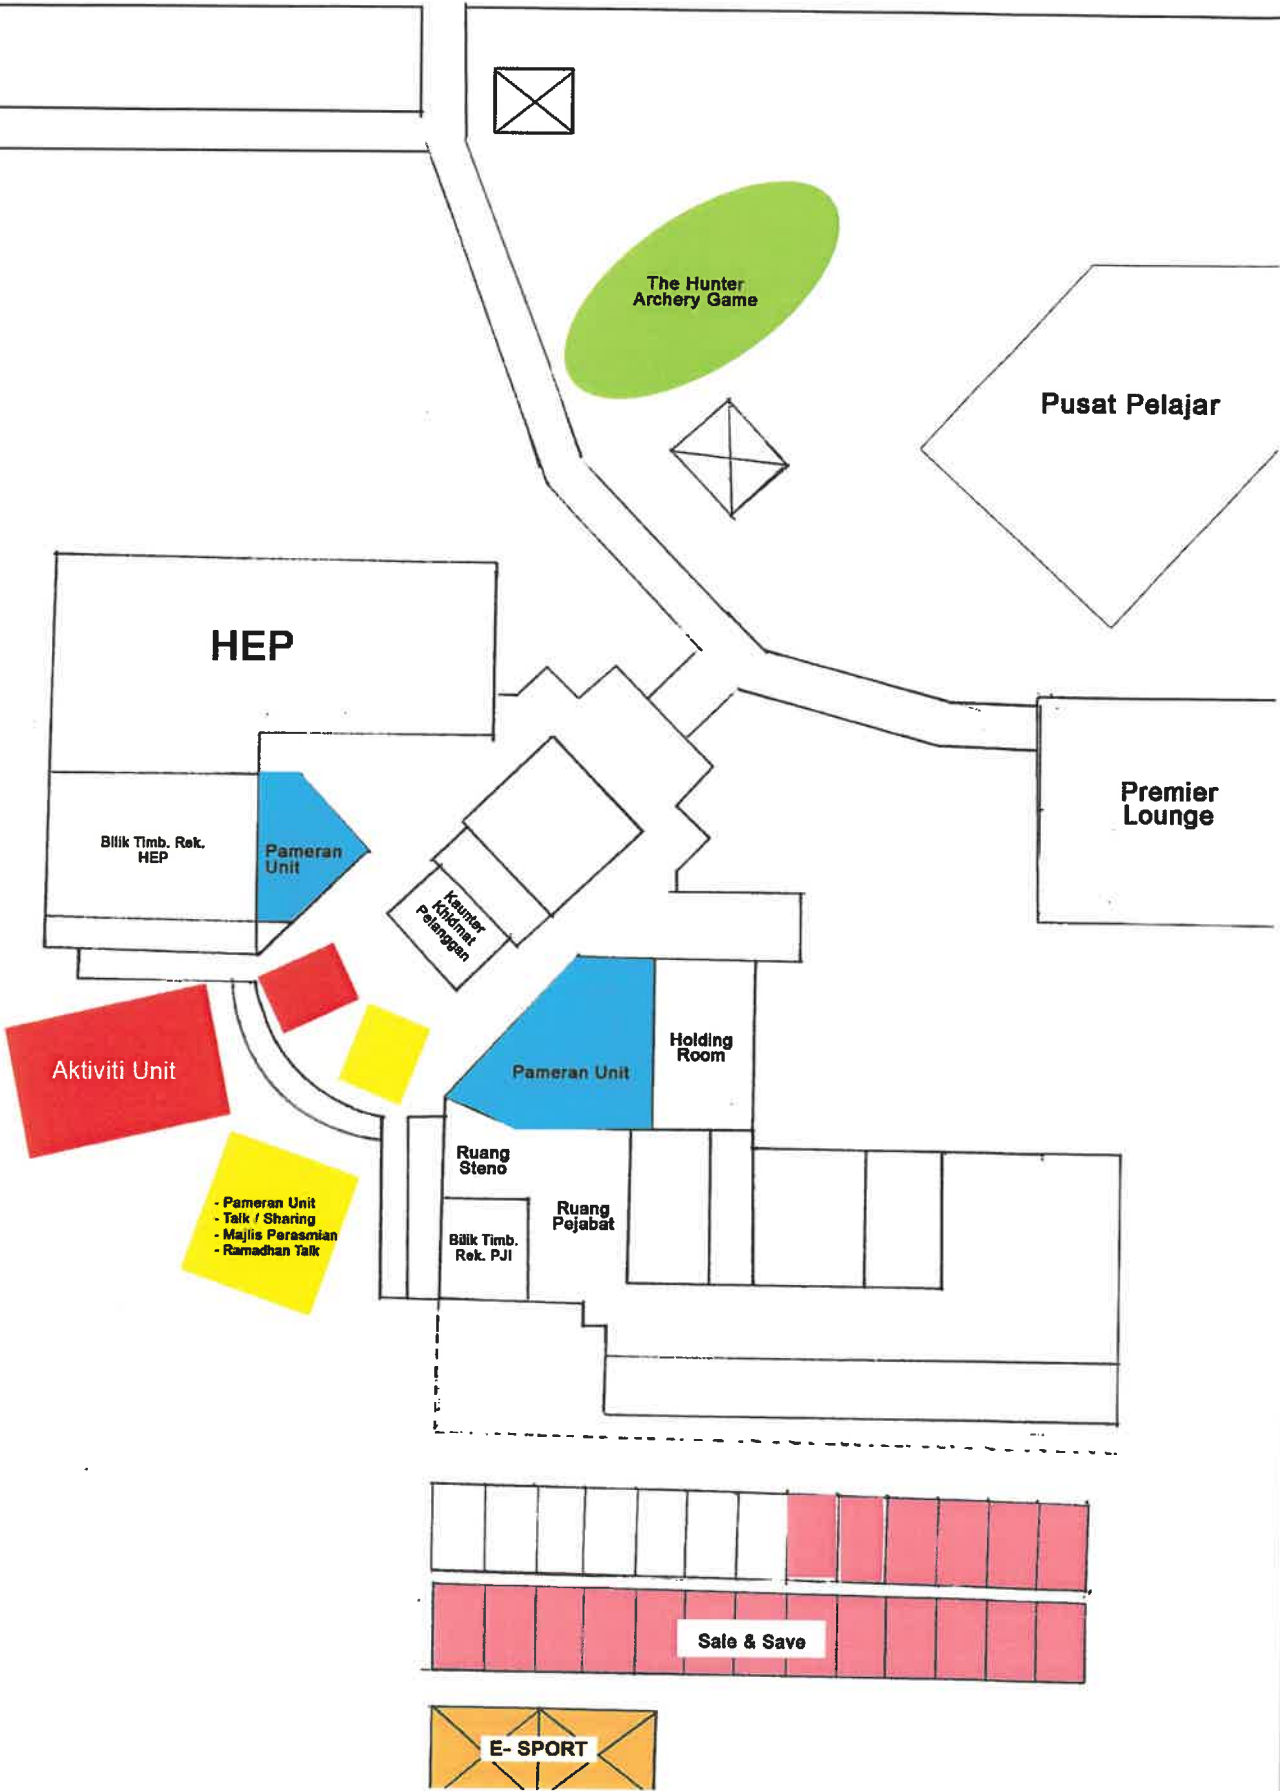 The Hunter
Archery Game
Pusat Pelajar
HEP
Premier
Lounge
Bilik Timb. Rek.
HEP
Pameran
Unit
Kaunter
Khidmat
Pelanggan
Holding
Room
Aktiviti Unit
Pameran Unit
Ruang
Steno
- Pameran Unit
- Talk / Sharing
- Majlis Perasmian
- Ramadhan Talk
Ruang
Pejabat
Bilik Timb.
Rek. PJI
Sale & Save
E- SPORT